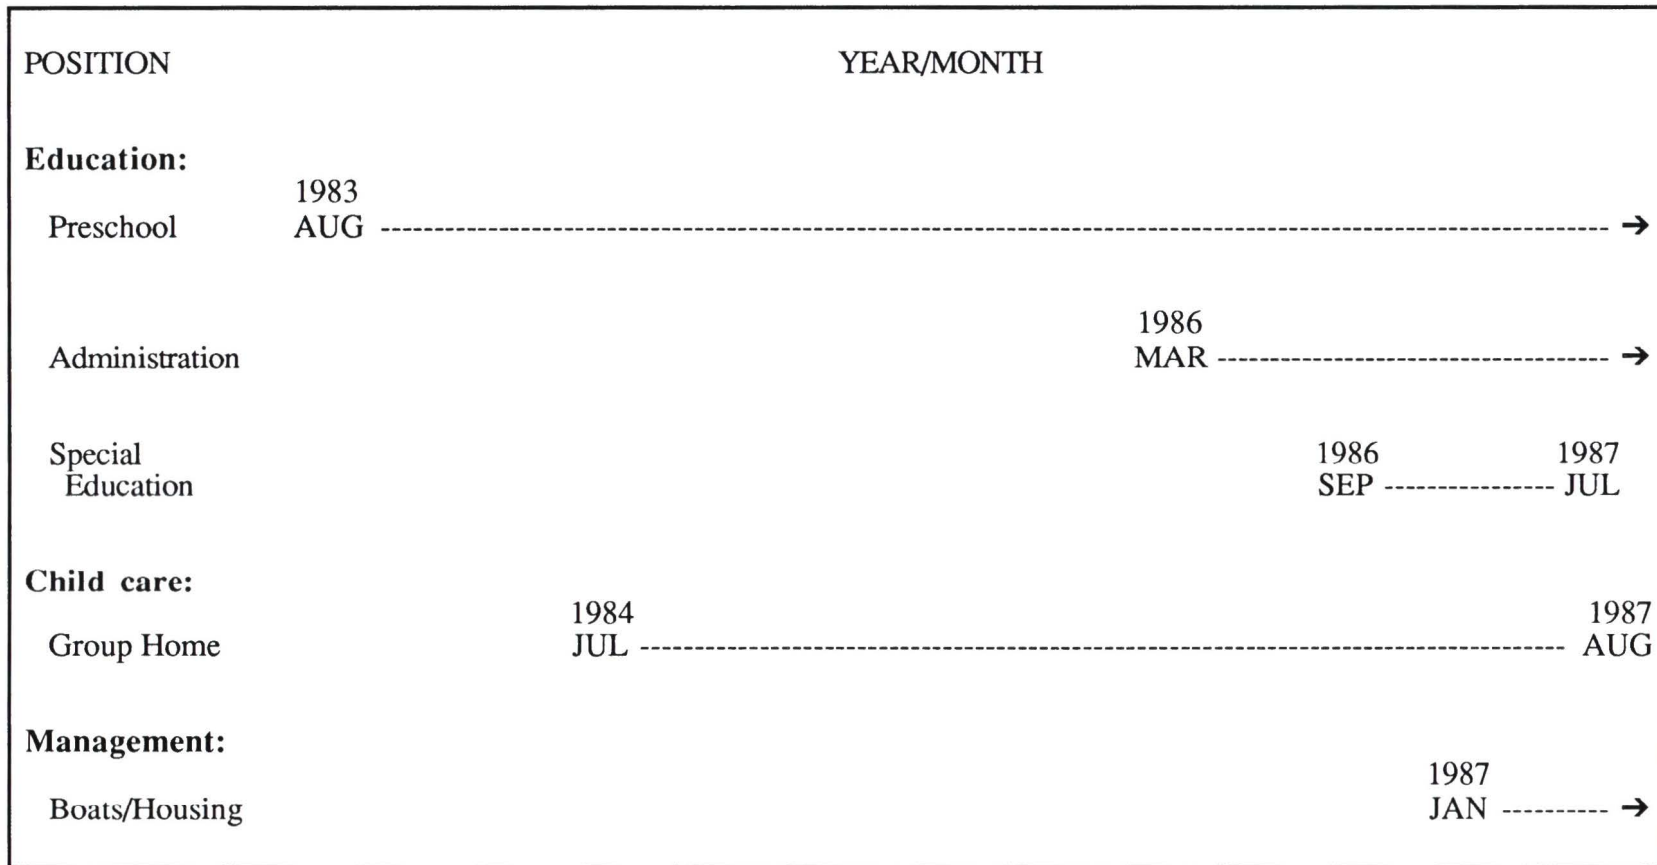 POSITION YEAR/MONTH
Education:
1983
Preschool AUG ---------------------------------------- →
1986
Administration MAR -------------------- →
Special 1986 1987
Education SEP ---------------- JUL
Child care:
1984 1987
Group Home JUL ---------------------------------------- AUG
Management:
1987
Boats/Housing JAN ---------- →